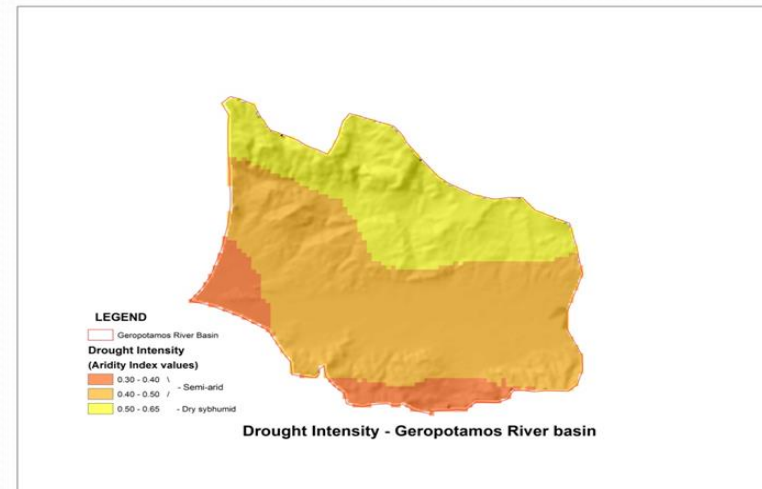 LEGEND
Geropotamos River Basin
Drought Intensity
(Aridity Index values)
0.30 - 0.40 \
- Semi-arid
0.40 - 0.50 /
0.50 - 0.65 - Dry sybhumid
Drought Intensity - Geropotamos River basin